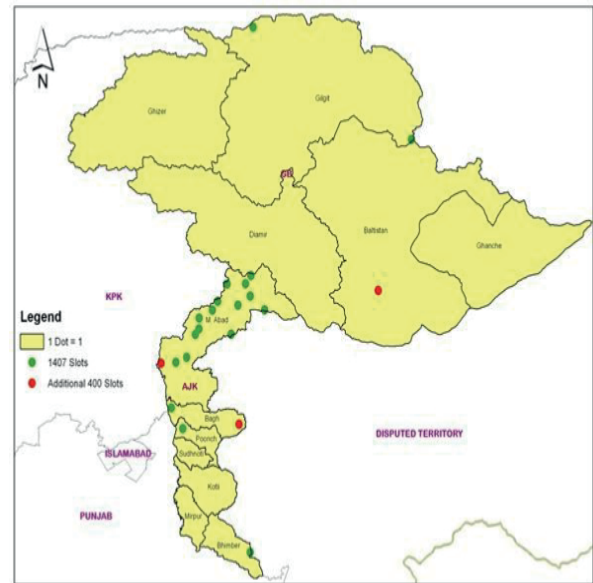 N
Ghizer
Gilgit
GB
Diamir
Baltistan
Ghanche
KPK
M. Abad
Legend
1 Dot = 1
1407 Slots
Additional 400 Slots
AJK
Bagh
DISPUTED TERRITORY
Poonch
ISLAMABAD
Sudhnoti
Kotli
PUNJAB
Mirpur
Bhimber